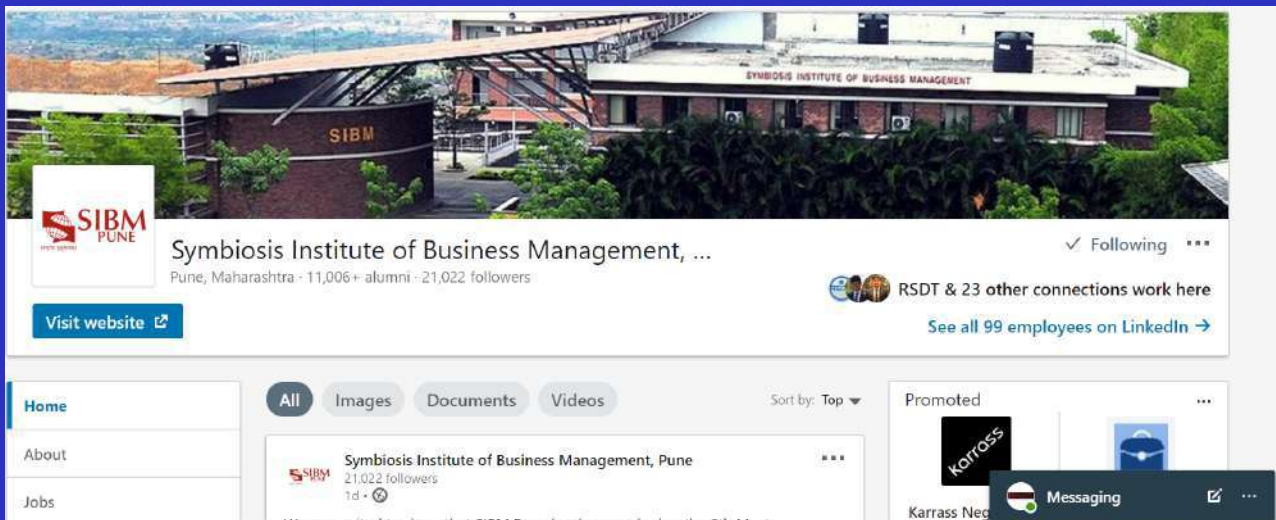 SYMBIOSIS INSTITUTE OF BUSINESS MANAGEMENT
SIBM
SIBM
PUNE
Symbiosis Institute of Business Management, ...
Pune, Maharashtra · 11,006+ alumni · 21,022 followers
✓ Following ...
RSDT & 23 other connections work here
Visit website
See all 99 employees on LinkedIn →
Home
About
Jobs
All Images Documents Videos
Sort by: Top
Symbiosis Institute of Business Management, Pune
21,022 followers
1d ·
SIBM
Promoted ...
karrass
Karrass Neg
Messaging